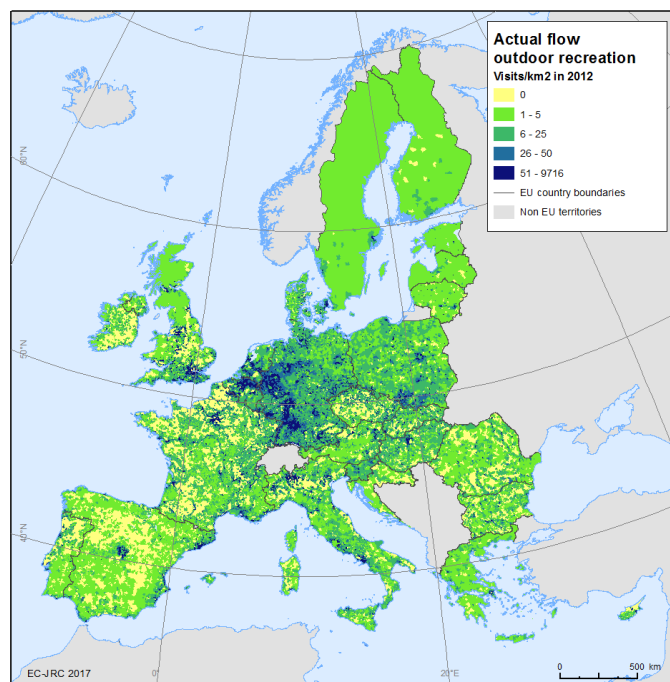 Actual flow
outdoor recreation
Visits/km2 in 2012
0
1 - 5
6 - 25
26 - 50
51 - 9716
EU country boundaries
Non EU territories
60°N
50°N
40°N
EC-JRC 2017
0°
20°E
0
500 km